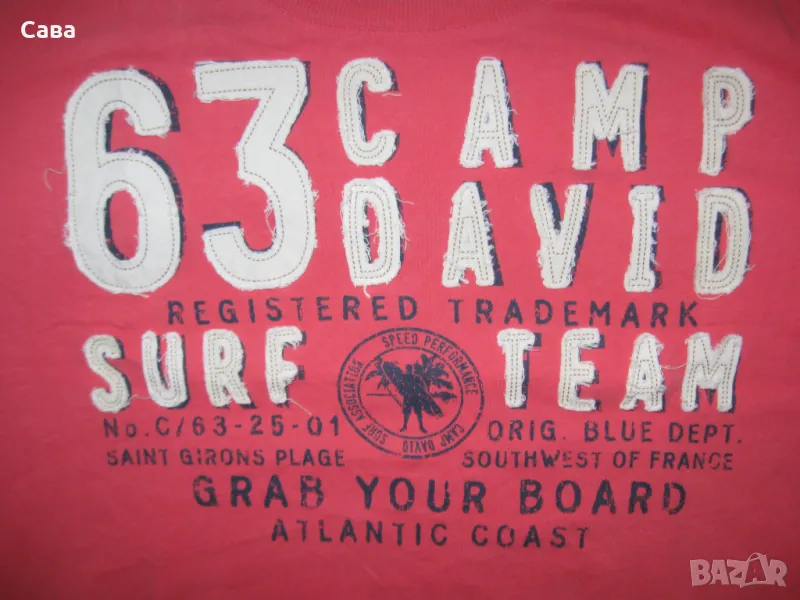 Сава
63 CAMP
DAVID
REGISTERED TRADEMARK
SURF TEAM
SPEED PERFORMANCE
CAMP DAVID SURF ASSOCIATION
No.C/63-25-01 ORIG. BLUE DEPT.
SAINT GIRONS PLAGE SOUTHWEST OF FRANCE
GRAB YOUR BOARD
ATLANTIC COAST
BAZAR